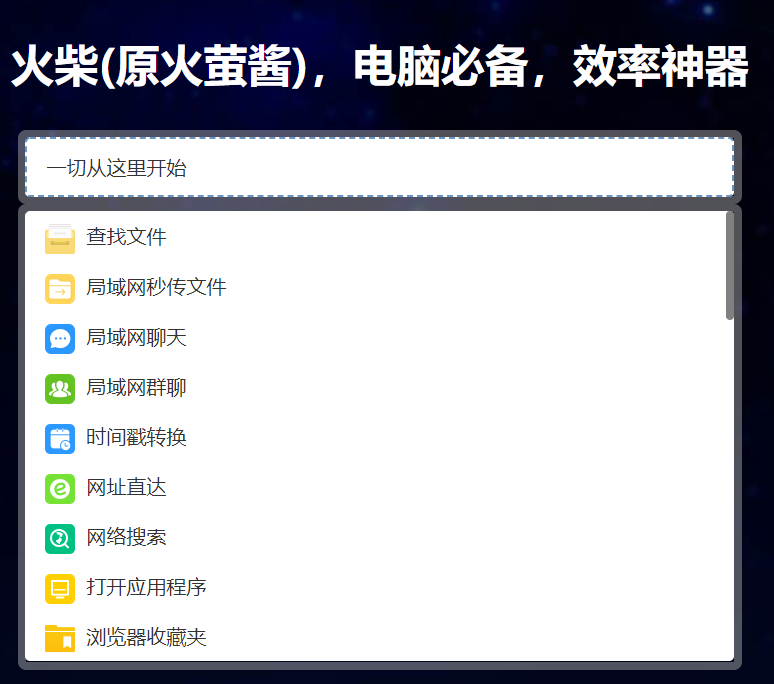 火柴(原火萤酱)，电脑必备，效率神器
一切从这里开始
查找文件
局域网秒传文件
局域网聊天
局域网群聊
时间戳转换
网址直达
网络搜索
打开应用程序
浏览器收藏夹